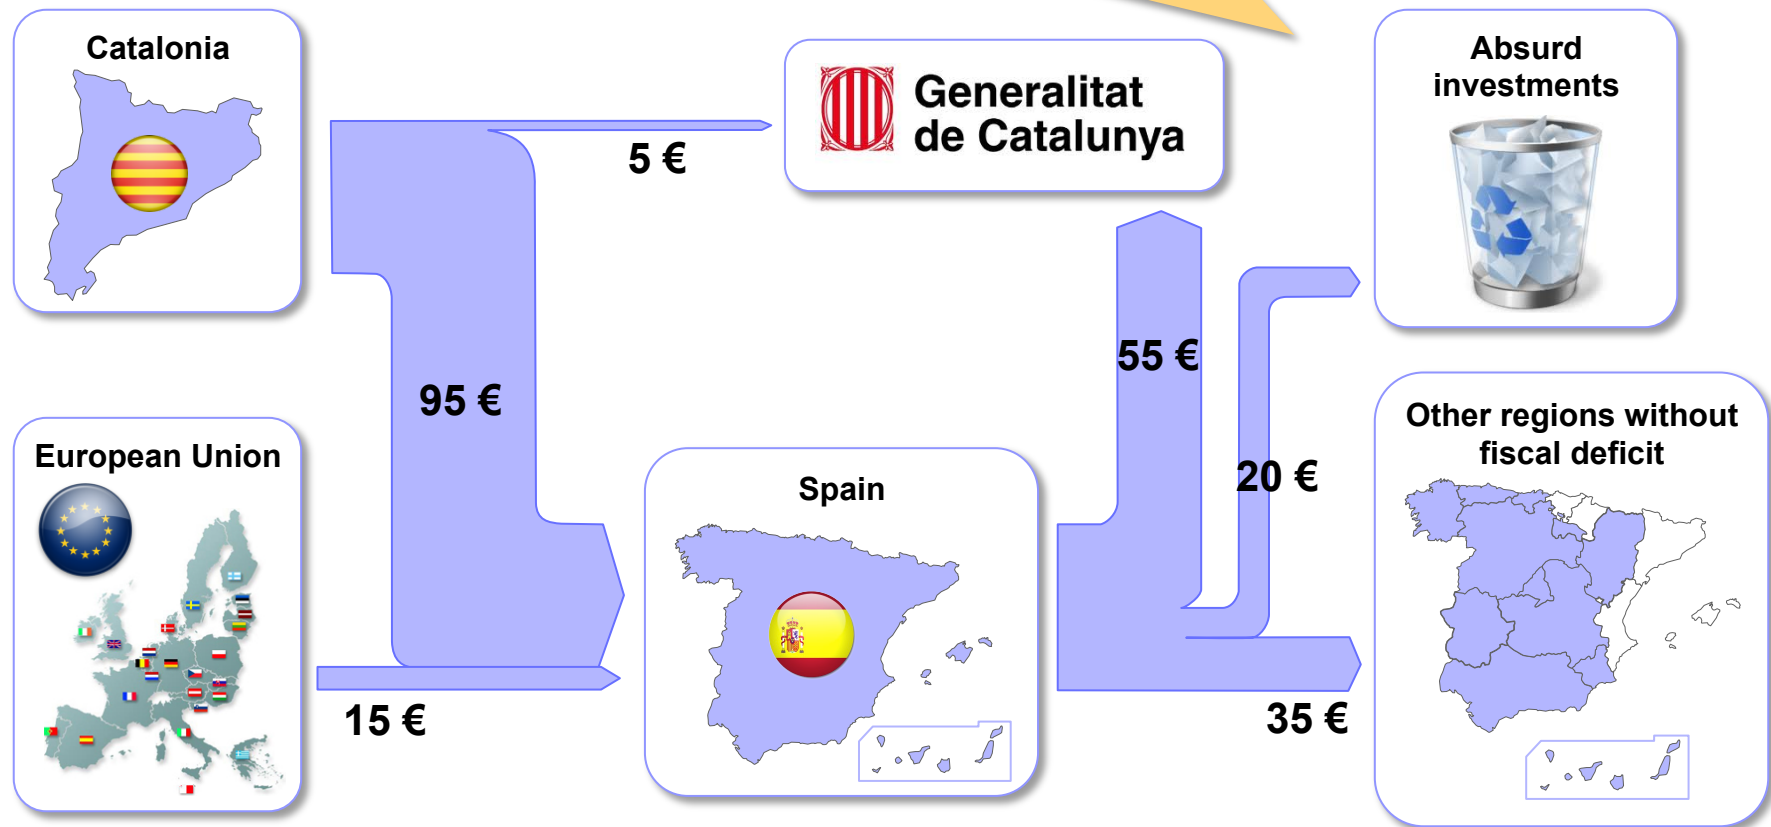 Catalonia
Generalitat
de Catalunya
Absurd
investments
5 €
55 €
95 €
20 €
European Union
Spain
Other regions without
fiscal deficit
15 €
35 €